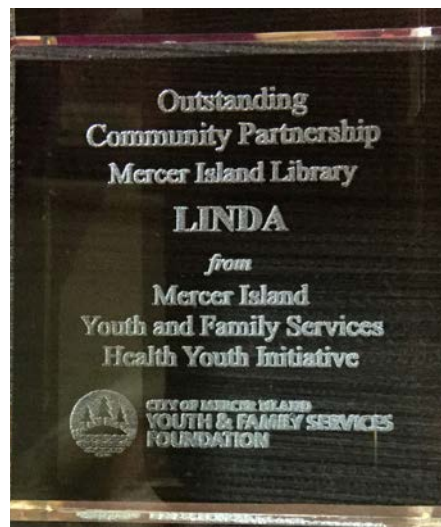 Outstanding
Community Partnership
Mercer Island Library
LINDA
from
Mercer Island
Youth and Family Services
Health Youth Initiative
CITY OF MERCER ISLAND
YOUTH & FAMILY SERVICES
FOUNDATION